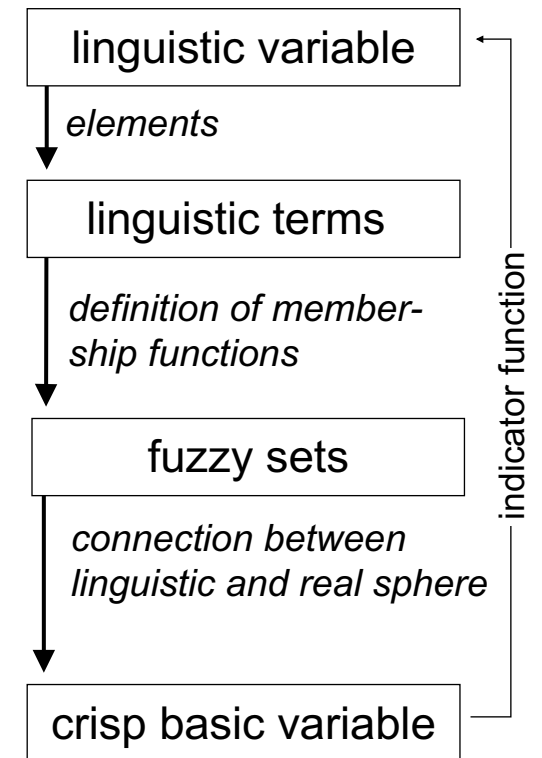 linguistic variable
elements
linguistic terms
definition of member-
ship functions
fuzzy sets
connection between
linguistic and real sphere
crisp basic variable
indicator function